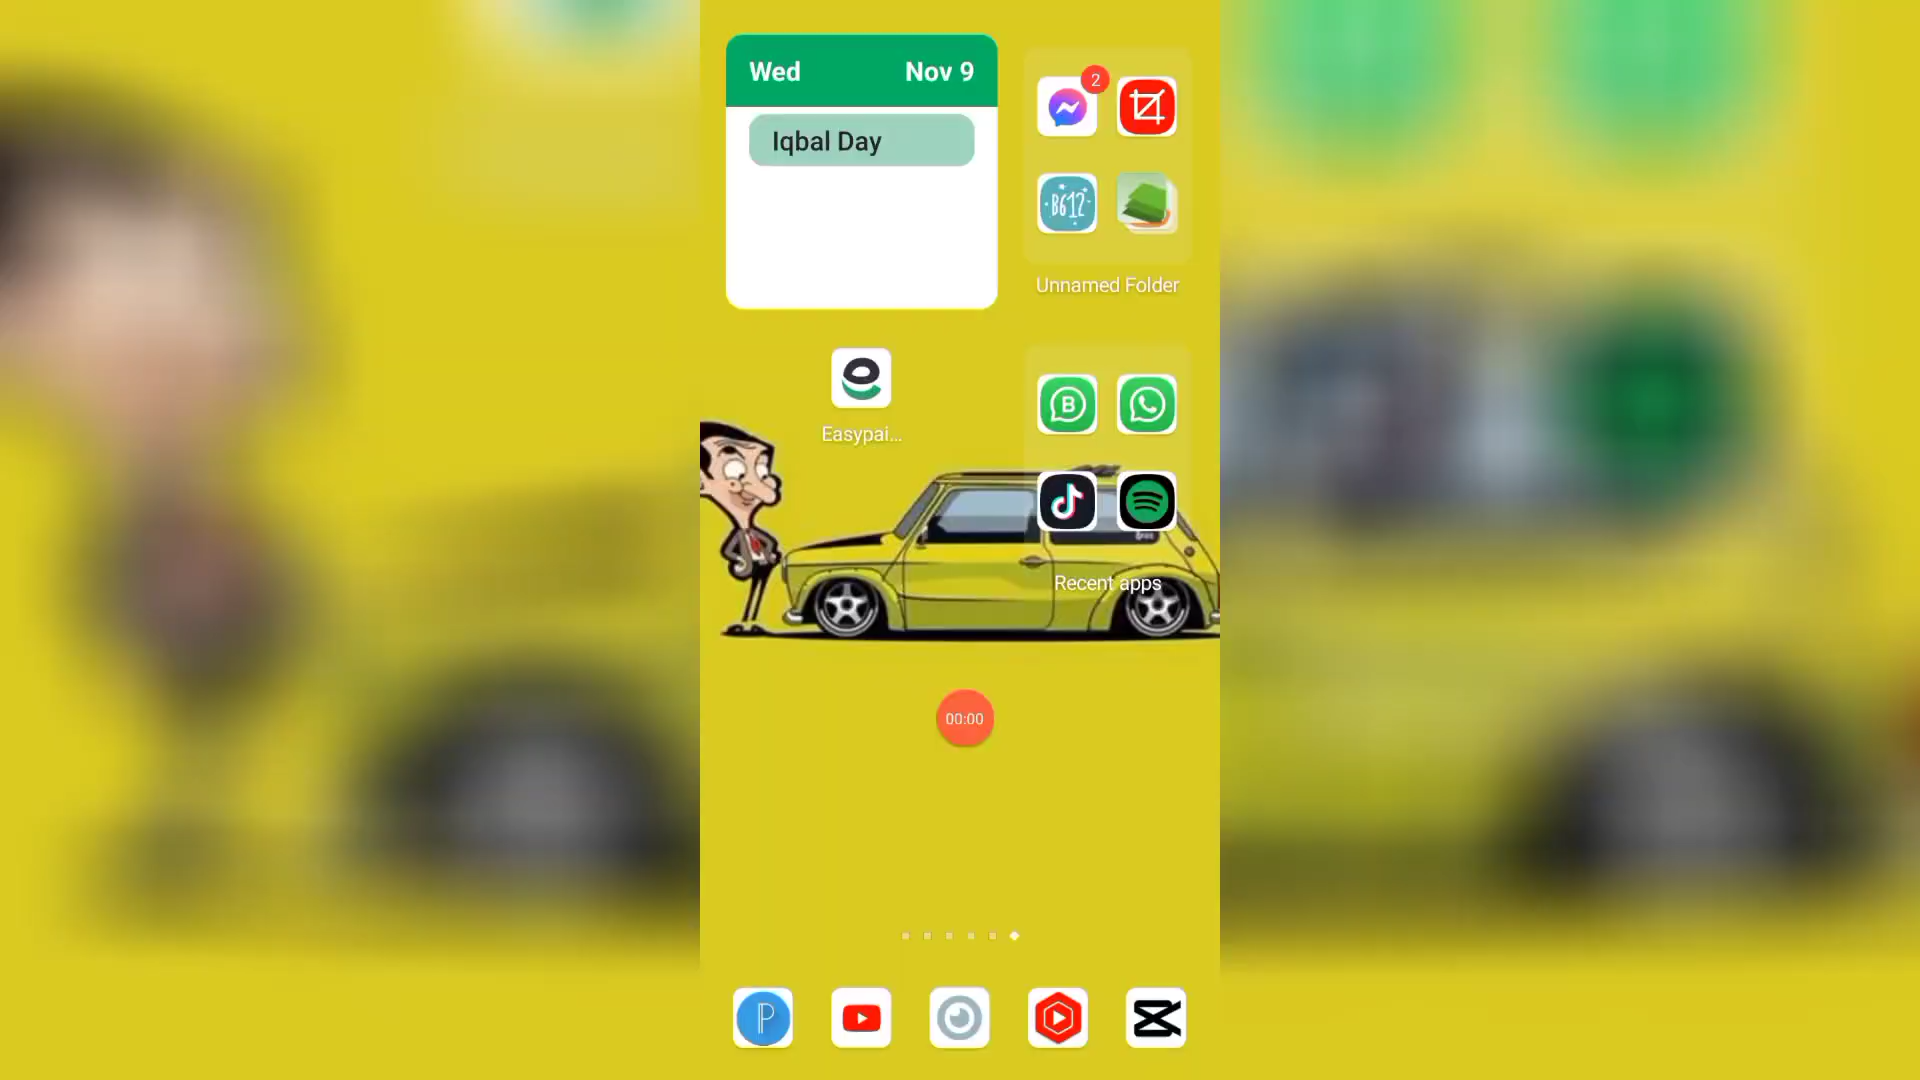 Wed Nov 9
Iqbal Day
2
B612
Unnamed Folder
Easypai...
B
Recent apps
00:00
P